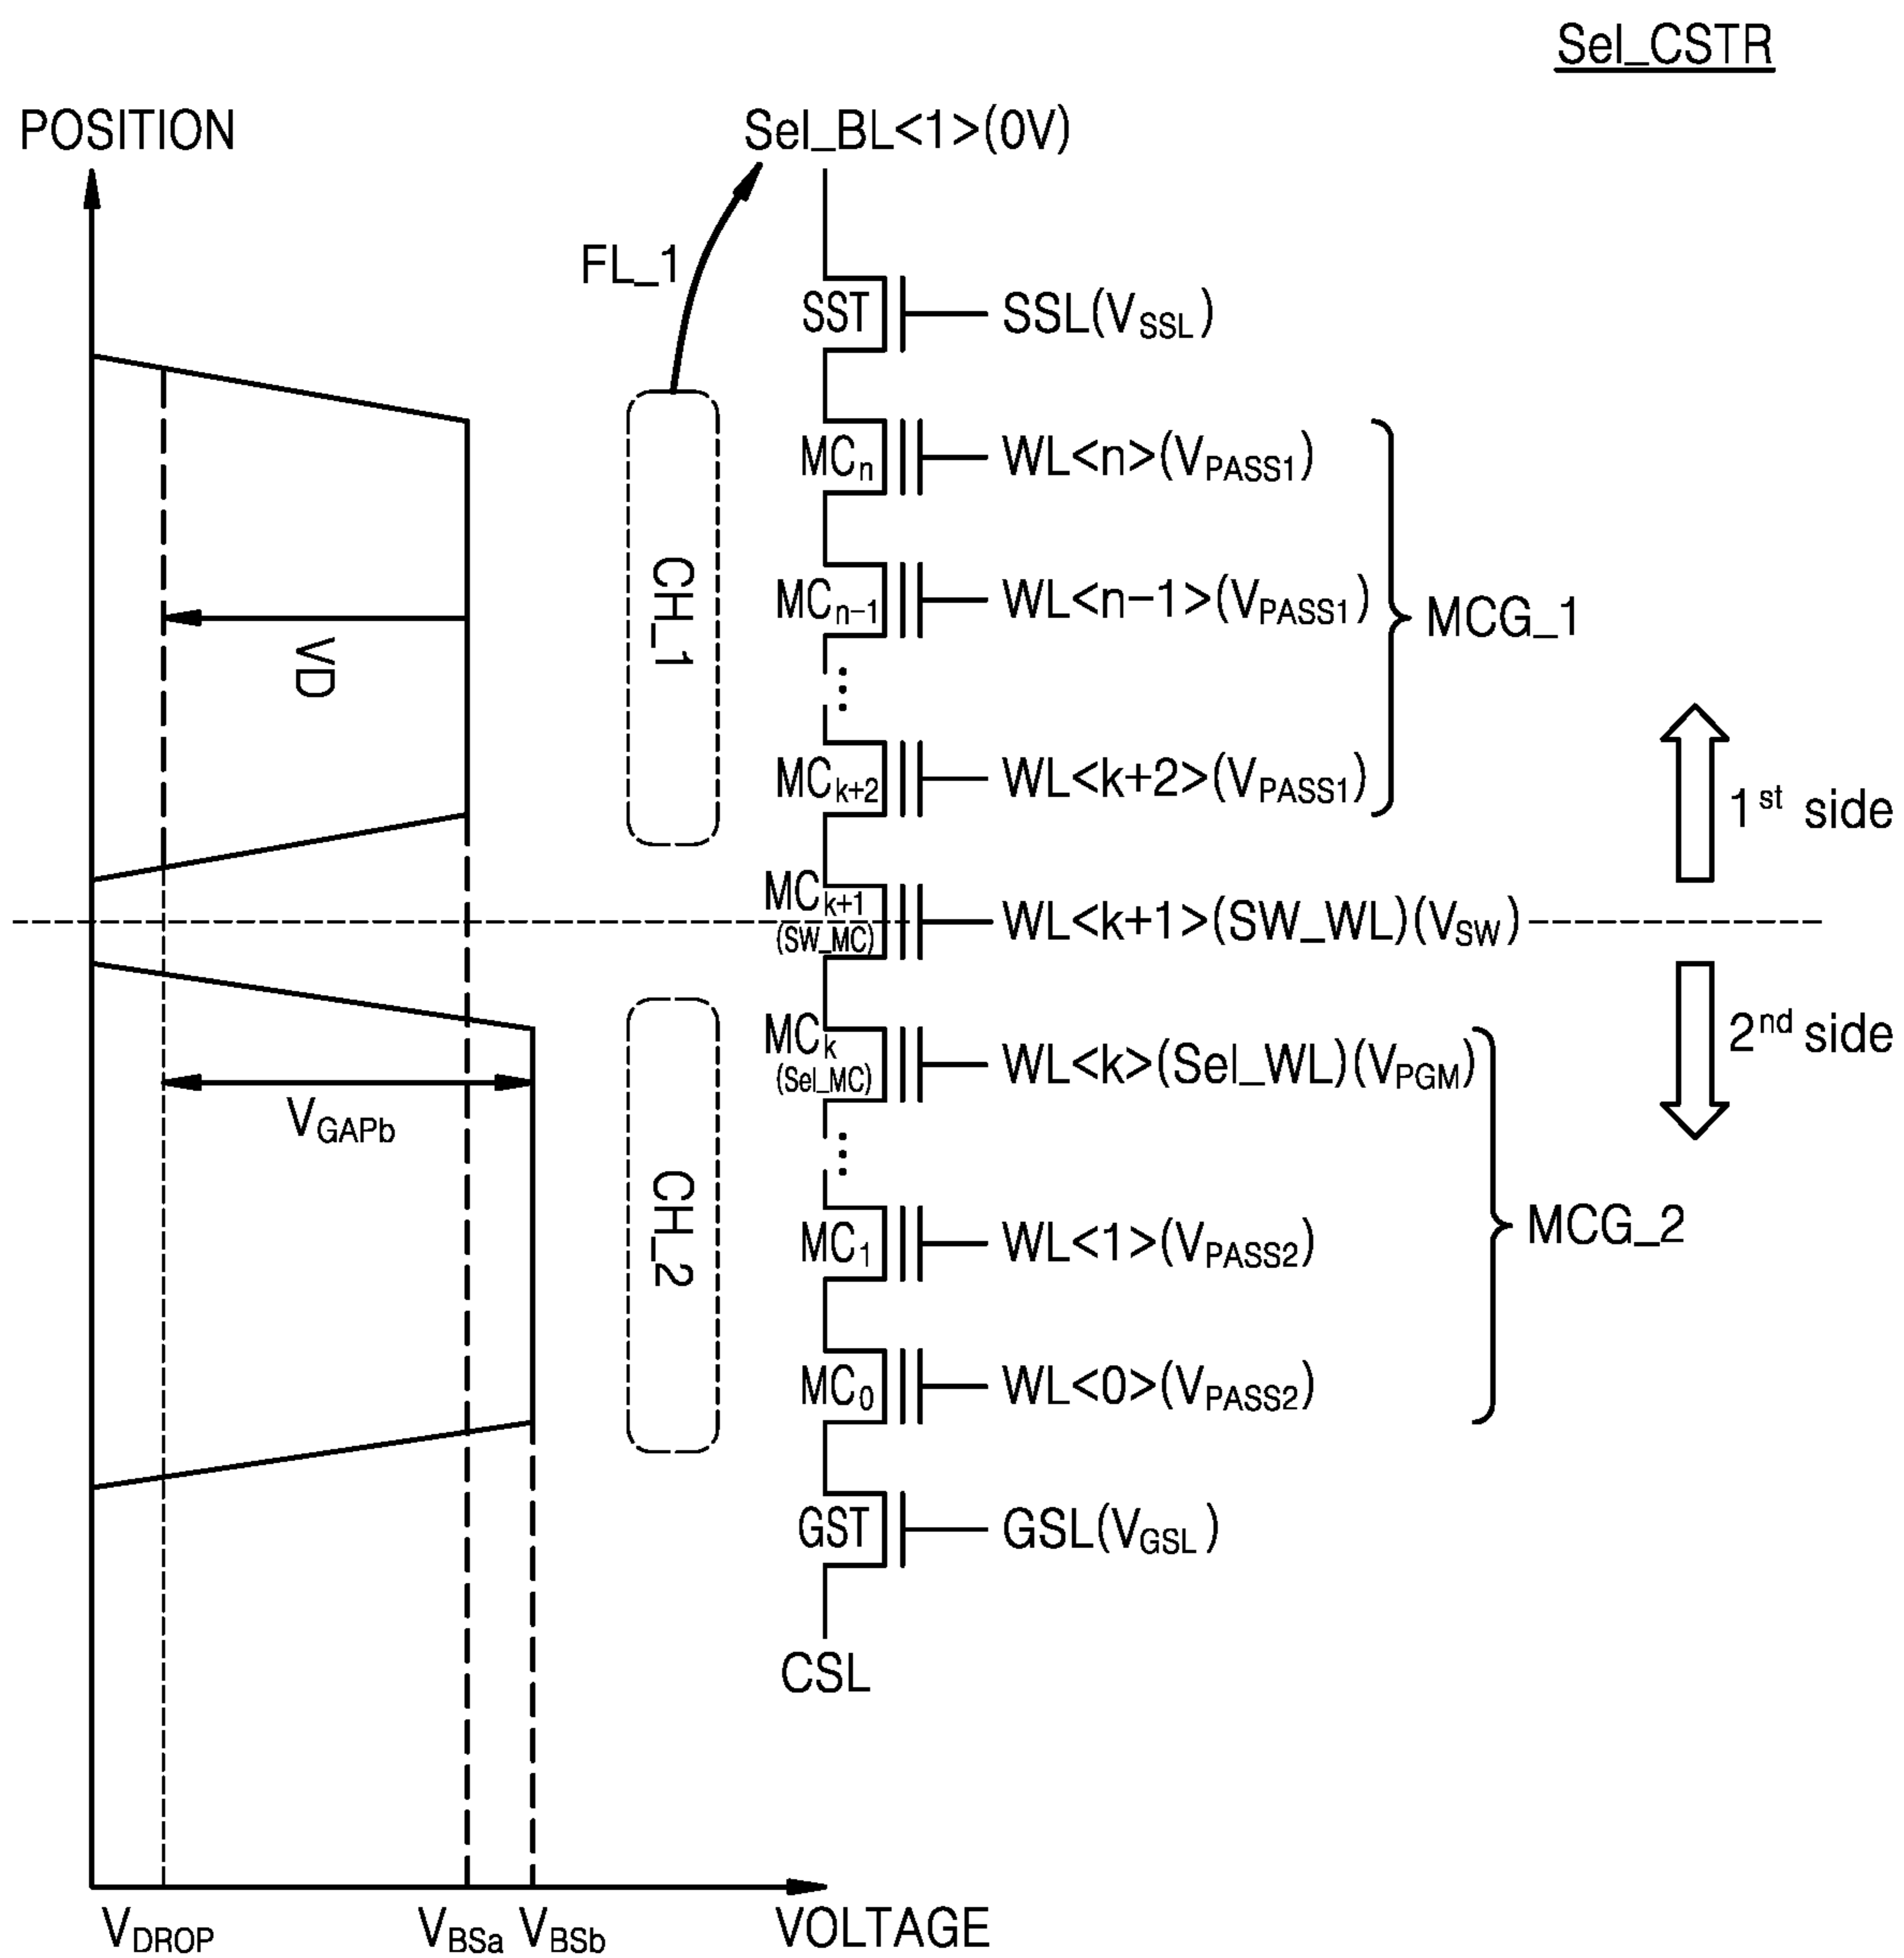 Sel_CSTR
POSITION
Sel_BL<1>(0V)
FL_1
SST
SSL(VSSL)
MCn
WL<n>(VPASS1)
MCn-1
WL<n-1>(VPASS1)
MCG_1
CH_1
VD
MCk+2
WL<k+2>(VPASS1)
1st side
MCk+1
(SW_MC)
WL<k+1>(SW_WL)(VSW)
MCk
(Sel_MC)
WL<k>(Sel_WL)(VPGM)
2nd side
VGAPb
CH_2
MC1
WL<1>(VPASS2)
MCG_2
MC0
WL<0>(VPASS2)
GST
GSL(VGSL)
CSL
VDROP
VBSa
VBSb
VOLTAGE